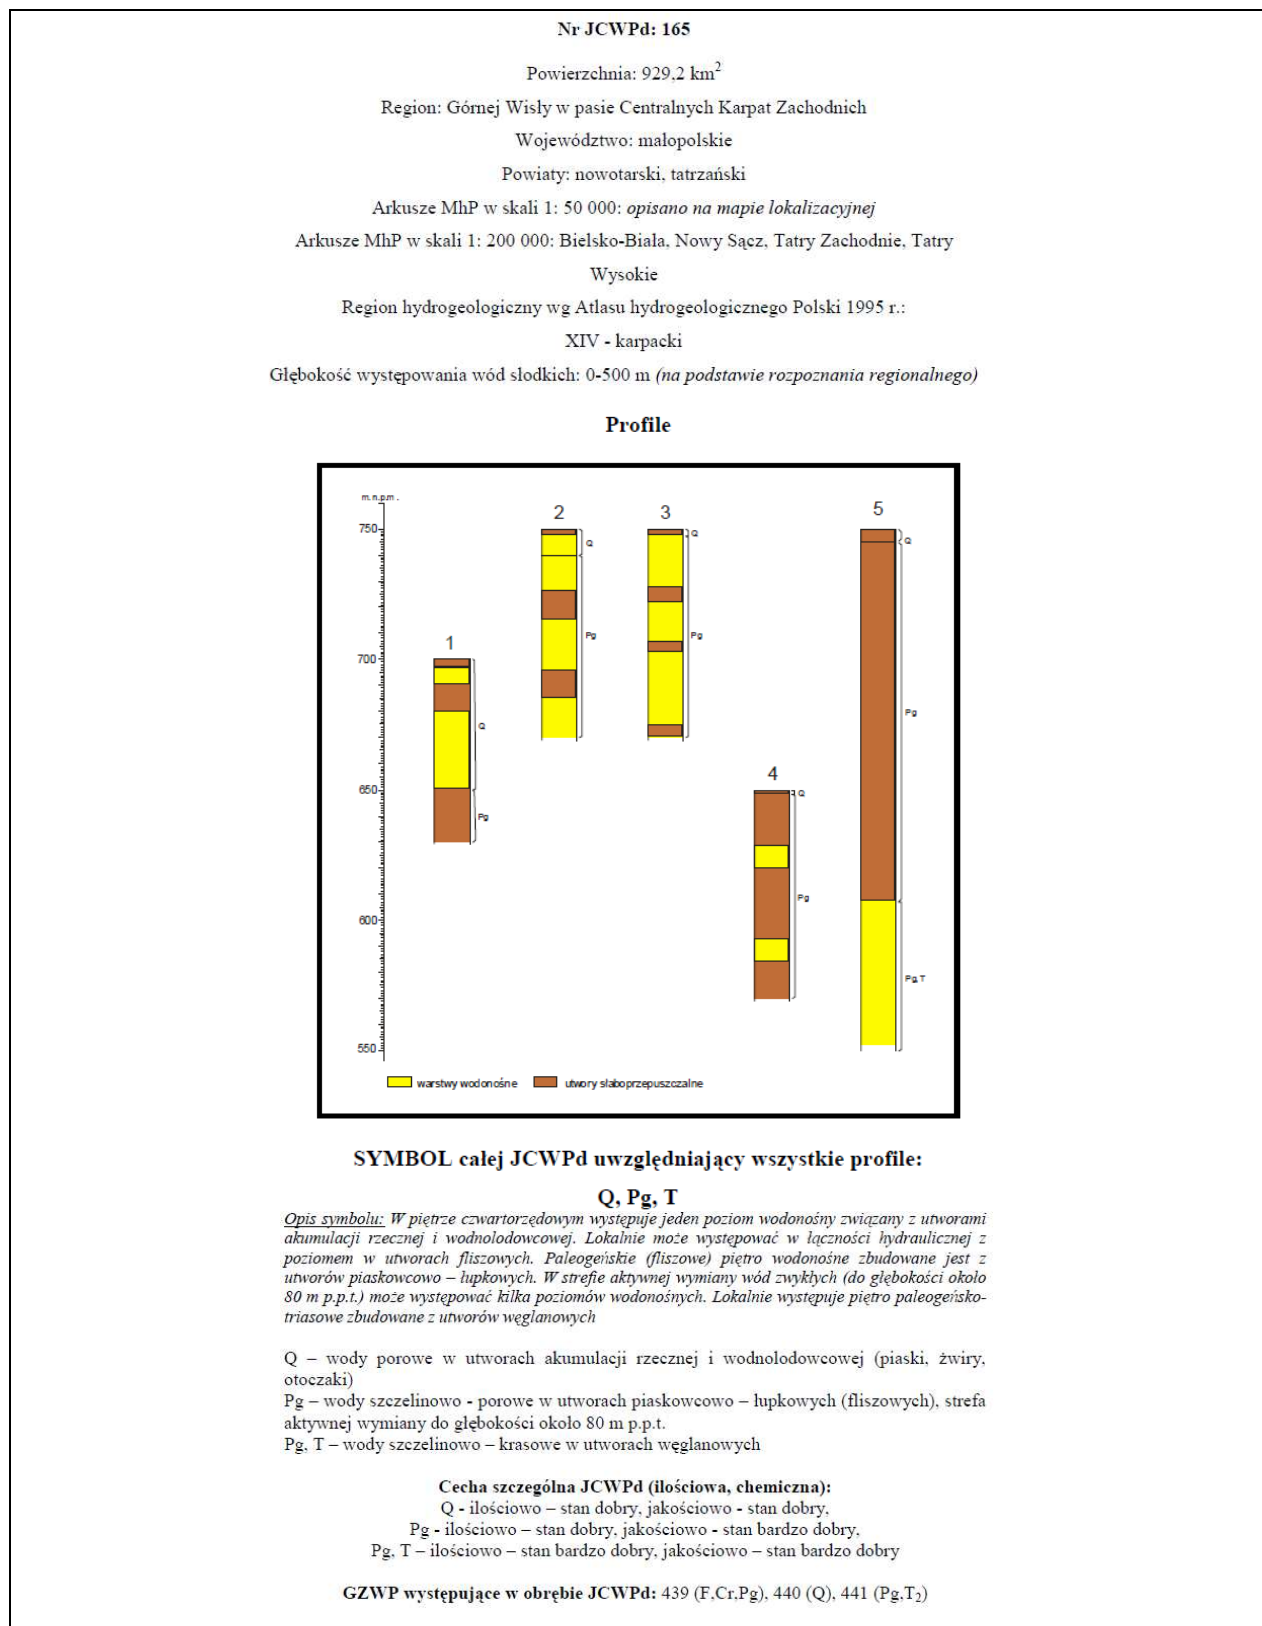 Nr JCWPd: 165
Powierzchnia: 929,2 km2
Region: Górnej Wisły w pasie Centralnych Karpat Zachodnich
Województwo: małopolskie
Powiaty: nowotarski, tatrzański
Arkusze MhP w skali 1: 50 000: opisano na mapie lokalizacyjnej
Arkusze MhP w skali 1: 200 000: Bielsko-Biała, Nowy Sącz, Tatry Zachodnie, Tatry
Wysokie
Region hydrogeologiczny wg Atlasu hydrogeologicznego Polski 1995 r.:
XIV - karpacki
Głębokość występowania wód słodkich: 0-500 m (na podstawie rozpoznania regionalnego)
Profile
m. n.p.m .
750
700
650
600
550
1
Q
Pg
2
Q
Pg
3
Q
Pg
4
Q
Pg
5
Q
Pg
Pg,T
warstwy wodonośne utwory słaboprzepuszczalne
SYMBOL całej JCWPd uwzględniający wszystkie profile:
Q, Pg, T
Opis symbolu: W piętrze czwartorzędowym występuje jeden poziom wodonośny związany z utworami
akumulacji rzecznej i wodnolodowcowej. Lokalnie może występować w łączności hydraulicznej z
poziomem w utworach fliszowych. Paleogeńskie (fliszowe) piętro wodonośne zbudowane jest z
utworów piaskowcowo – łupkowych. W strefie aktywnej wymiany wód zwykłych (do głębokości około
80 m p.p.t.) może występować kilka poziomów wodonośnych. Lokalnie występuje piętro paleogeńsko-
triasowe zbudowane z utworów węglanowych
Q – wody porowe w utworach akumulacji rzecznej i wodnolodowcowej (piaski, żwiry,
otoczaki)
Pg – wody szczelinowo - porowe w utworach piaskowcowo – łupkowych (fliszowych), strefa
aktywnej wymiany do głębokości około 80 m p.p.t.
Pg, T – wody szczelinowo – krasowe w utworach węglanowych
Cecha szczególna JCWPd (ilościowa, chemiczna):
Q - ilościowo – stan dobry, jakościowo - stan dobry,
Pg - ilościowo – stan dobry, jakościowo - stan bardzo dobry,
Pg, T – ilościowo – stan bardzo dobry, jakościowo – stan bardzo dobry
GZWP występujące w obrębie JCWPd: 439 (F,Cr,Pg), 440 (Q), 441 (Pg,T2)